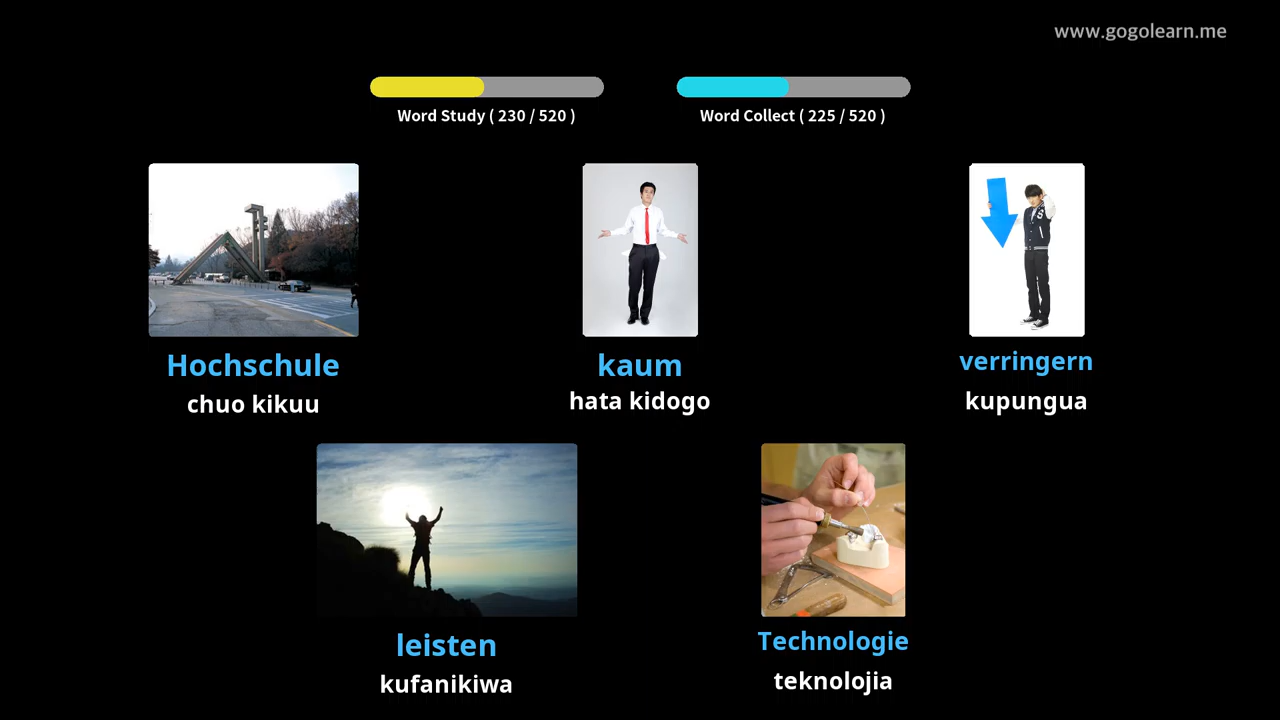 www.gogolearn.me
Word Study ( 230 / 520 )
Word Collect ( 225 / 520 )
Hochschule
chuo kikuu
kaum
hata kidogo
verringern
kupungua
leisten
kufanikiwa
Technologie
teknolojia